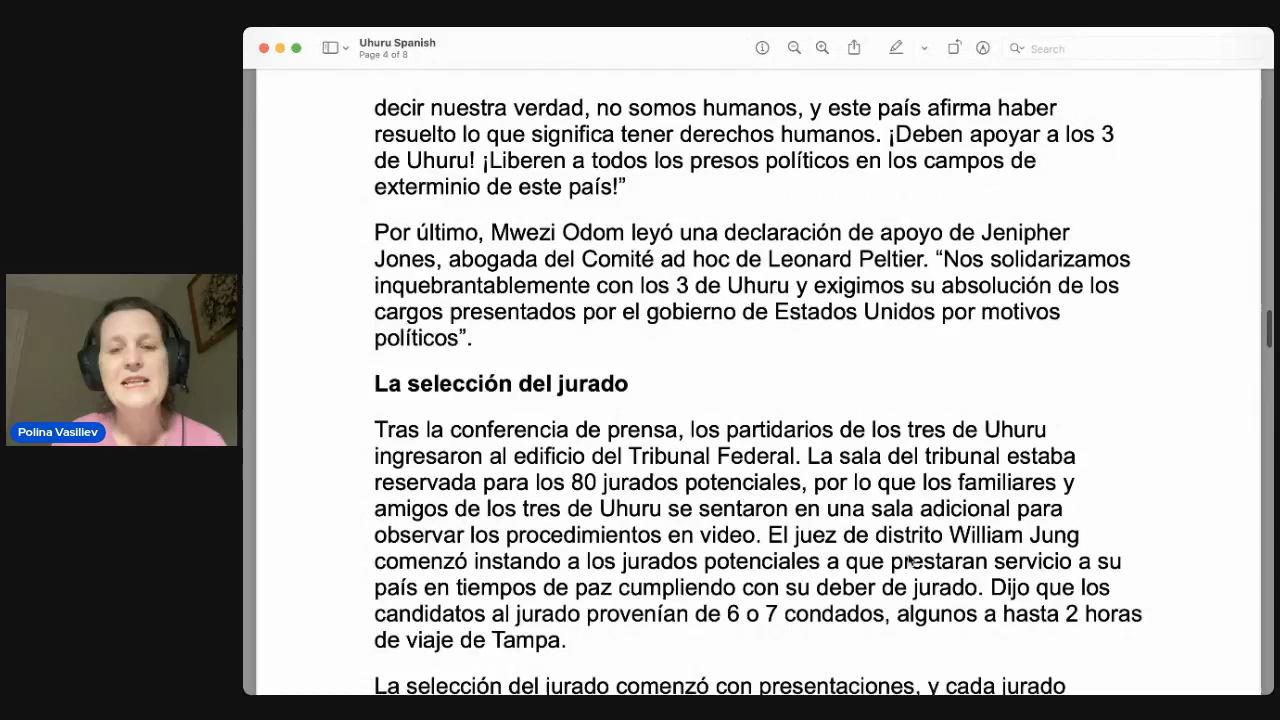 Uhuru Spanish
Page 4 of 8
Search
decir nuestra verdad, no somos humanos, y este país afirma haber
resuelto lo que significa tener derechos humanos. ¡Deben apoyar a los 3
de Uhuru! ¡Liberen a todos los presos políticos en los campos de
exterminio de este país!”
Por último, Mwezi Odom leyó una declaración de apoyo de Jenipher
Jones, abogada del Comité ad hoc de Leonard Peltier. “Nos solidarizamos
inquebrantablemente con los 3 de Uhuru y exigimos su absolución de los
cargos presentados por el gobierno de Estados Unidos por motivos
políticos”.
La selección del jurado
Tras la conferencia de prensa, los partidarios de los tres de Uhuru
ingresaron al edificio del Tribunal Federal. La sala del tribunal estaba
reservada para los 80 jurados potenciales, por lo que los familiares y
amigos de los tres de Uhuru se sentaron en una sala adicional para
observar los procedimientos en video. El juez de distrito William Jung
comenzó instando a los jurados potenciales a que prestaran servicio a su
país en tiempos de paz cumpliendo con su deber de jurado. Dijo que los
candidatos al jurado provenían de 6 o 7 condados, algunos a hasta 2 horas
de viaje de Tampa.
La selección del jurado comenzó con presentaciones, y cada jurado
Polina Vasiliev